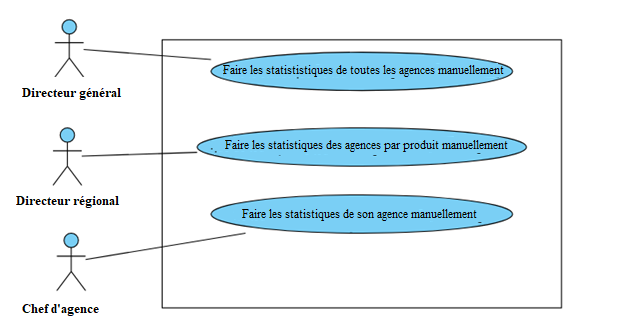 Faire les statististiques de toutes les agences manuellement
Directeur général
Faire les statistiques des agences par produit manuellement
Directeur régional
Faire les statistiques de son agence manuellement
Chef d'agence